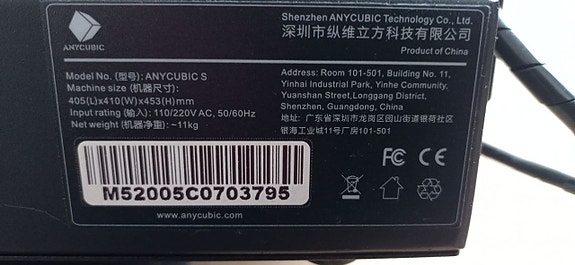 ANYCUBIC
Shenzhen ANYCUBIC Technology Co., Ltd.
深圳市纵维立方科技有限公司
Product of China
Model No. (型号): ANYCUBIC S
Machine size (机器尺寸):
405(L)x410(W)x453(H)mm
Input rating (输入): 110/220V AC, 50/60Hz
Net weight (机器净重): ~11kg
Address: Room 101-501, Building No. 11,
Yinhai Industrial Park, Yinhe Community,
Yuanshan Street,Longgang District,
Shenzhen, Guangdong, China
地址: 广东省深圳市龙岗区园山街道银荷社区
银海工业城11号厂房101-501
M52005C0703795
www.anycubic.com
FC CE